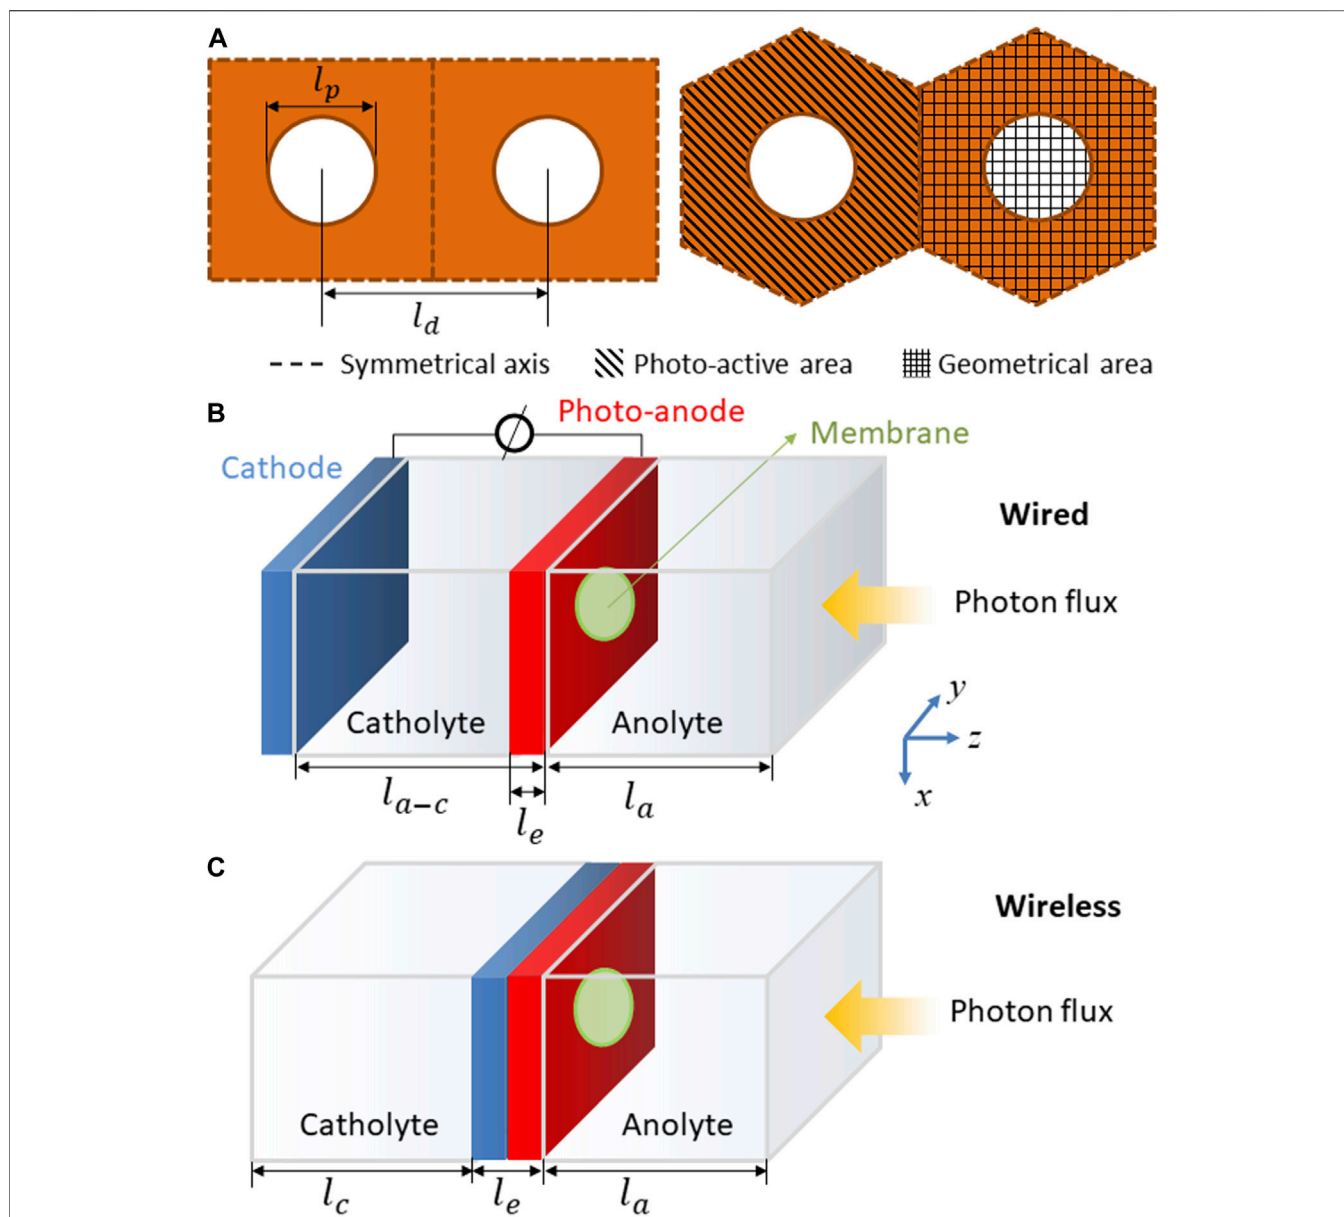 A
l_p
l_d
Symmetrical axis Photo-active area Geometrical area
B
Photo-anode
Membrane
Cathode
Wired
Photon flux
y
z
x
Catholyte Anolyte
l_{a-c}
l_e
l_a
C
Wireless
Photon flux
Catholyte Anolyte
l_c l_e l_a